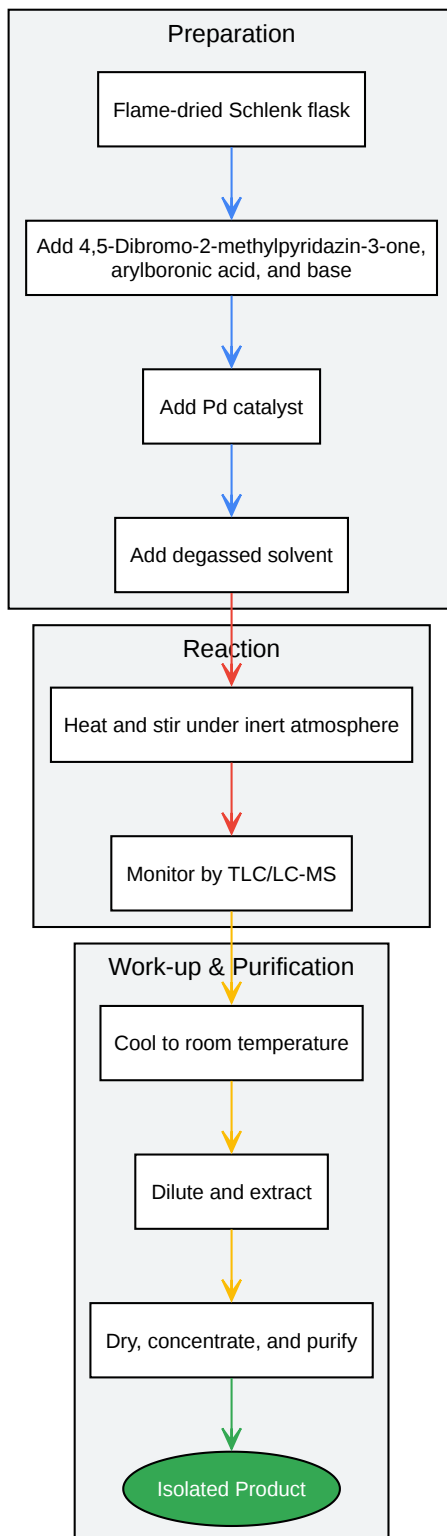 Preparation
Flame-dried Schlenk flask
Add 4,5-Dibromo-2-methylpyridazin-3-one,
arylboronic acid, and base
Add Pd catalyst
Add degassed solvent
Reaction
Heat and stir under inert atmosphere
Monitor by TLC/LC-MS
Work-up & Purification
Cool to room temperature
Dilute and extract
Dry, concentrate, and purify
Isolated Product